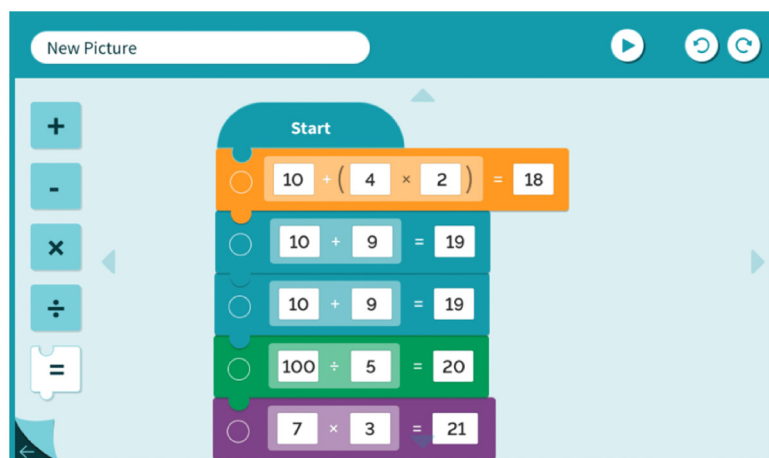 New Picture
+
-
×
÷
=
Start
10 + ( 4 × 2 ) = 18
10 + 9 = 19
10 + 9 = 19
100 ÷ 5 = 20
7 × 3 = 21